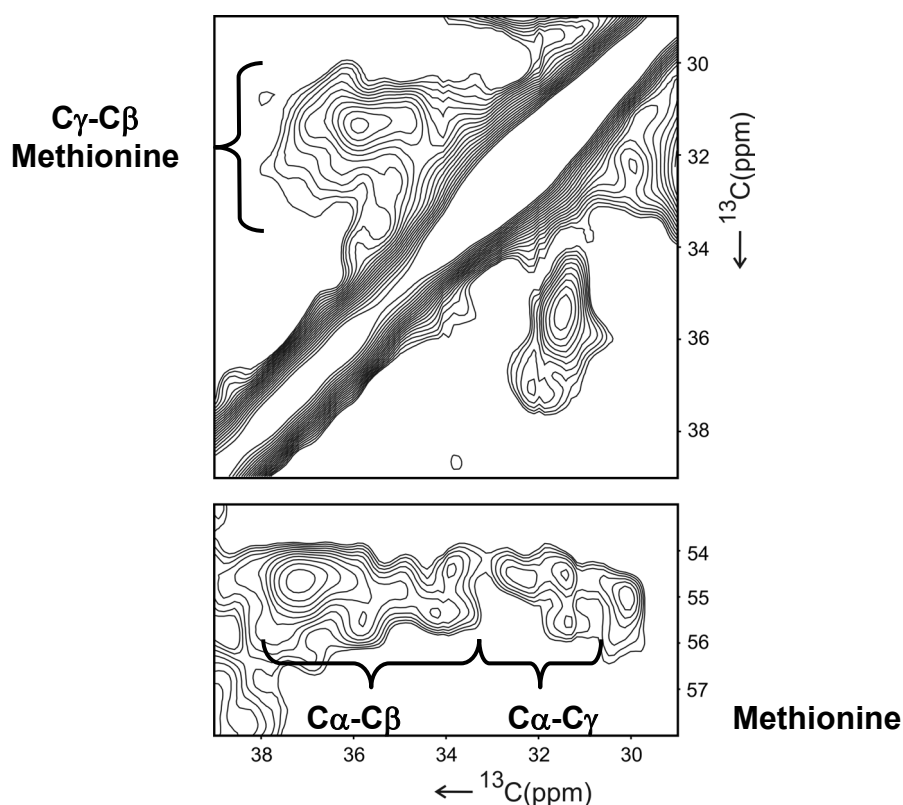 Cγ-Cβ
Methionine
30
32
34
36
38
¹³C(ppm)
54
55
56
57
Cα-Cβ
Cα-Cγ
Methionine
38
36
34
32
30
¹³C(ppm)